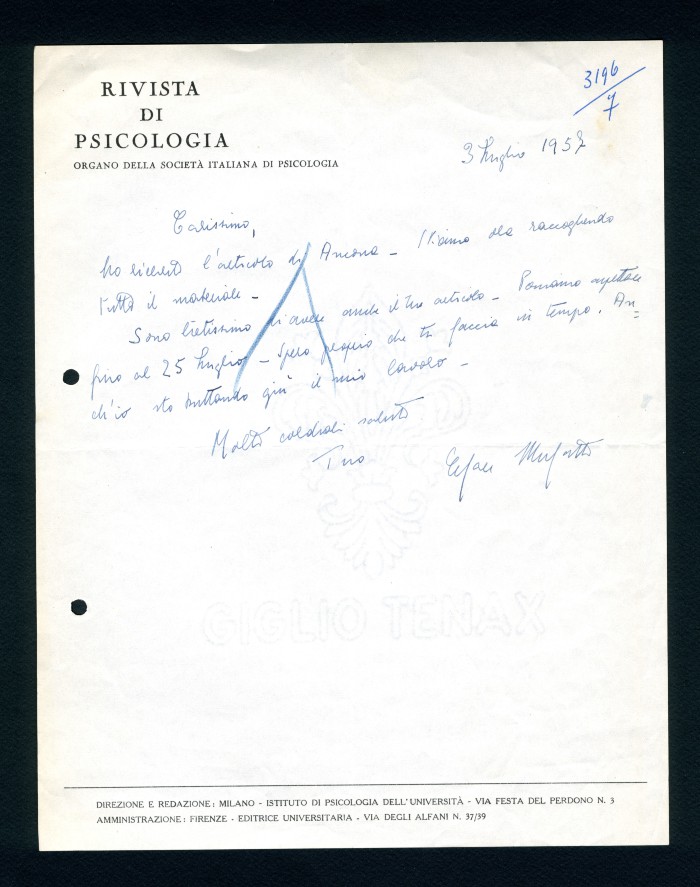 RIVISTA
DI
PSICOLOGIA
ORGANO DELLA SOCIETÀ ITALIANA DI PSICOLOGIA
3196
7
3 Luglio 1957
Carissimo,
ho ricevuto l'articolo di Ancona - Stiamo ora raccogliendo
tutto il materiale -
Sono lietissimo di avere anche il tuo articolo - Possiamo aspettare
fino al 25 Luglio - Spero proprio che tu faccia in tempo. An=
ch'io sto buttando giù il mio lavoro -
Molti cordiali saluti
Tuo
Cesare Musatti
GIGLIO TENAX
DIREZIONE E REDAZIONE: MILANO - ISTITUTO DI PSICOLOGIA DELL'UNIVERSITÀ - VIA FESTA DEL PERDONO N. 3
AMMINISTRAZIONE: FIRENZE - EDITRICE UNIVERSITARIA - VIA DEGLI ALFANI N. 37/39